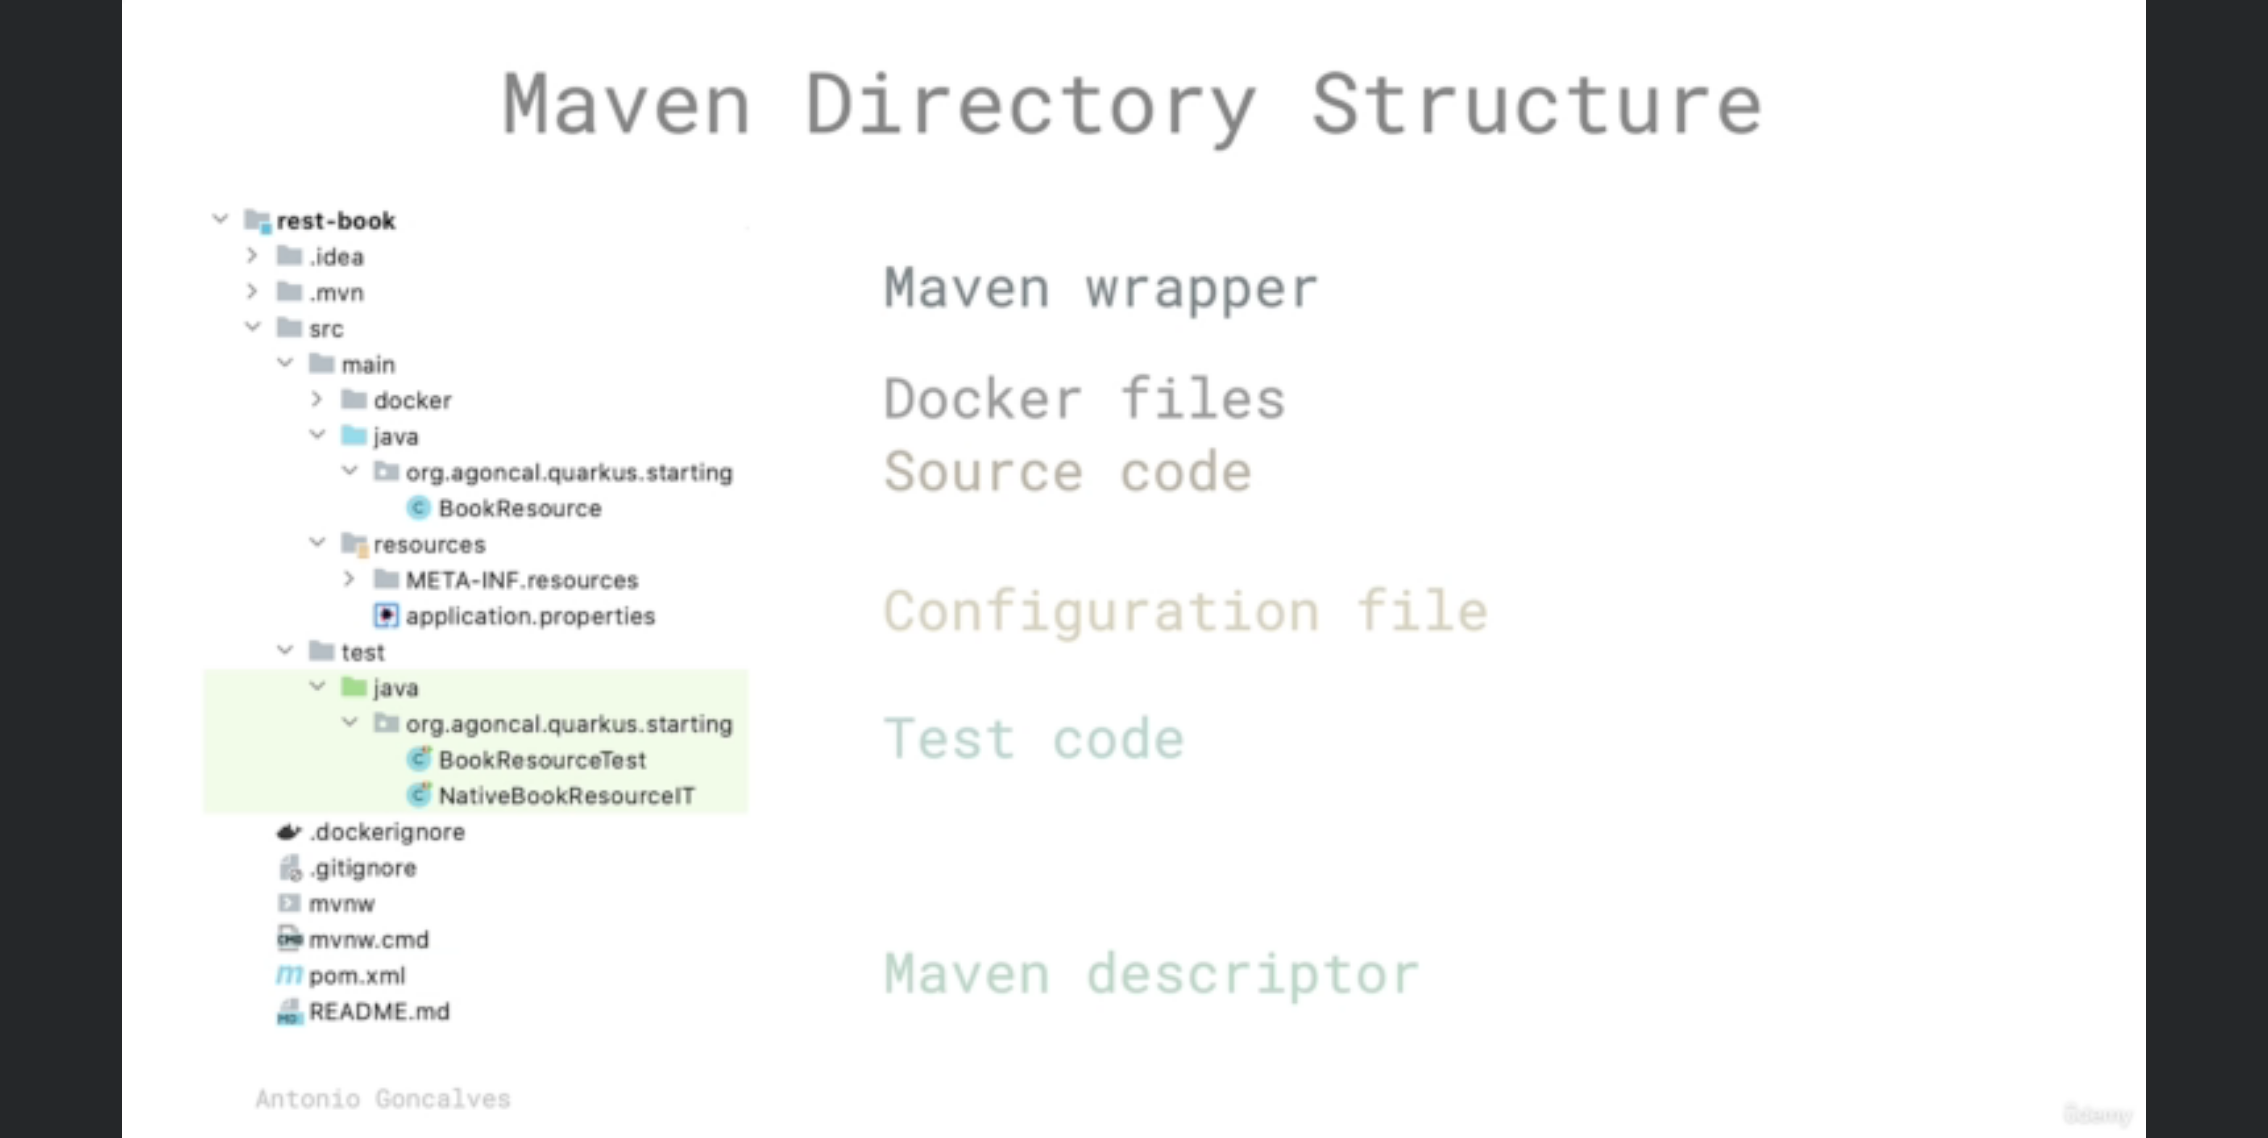 Maven Directory Structure
rest-book
.idea
.mvn
Maven wrapper
src
main
docker
Docker files
java
org.agoncal.quarkus.starting
Source code
BookResource
resources
META-INF.resources
application.properties
Configuration file
test
java
org.agoncal.quarkus.starting
Test code
BookResourceTest
NativeBookResourceIT
.dockerignore
.gitignore
mvnw
mvnw.cmd
pom.xml
Maven descriptor
README.md
Antonio Goncalves
ûdemy